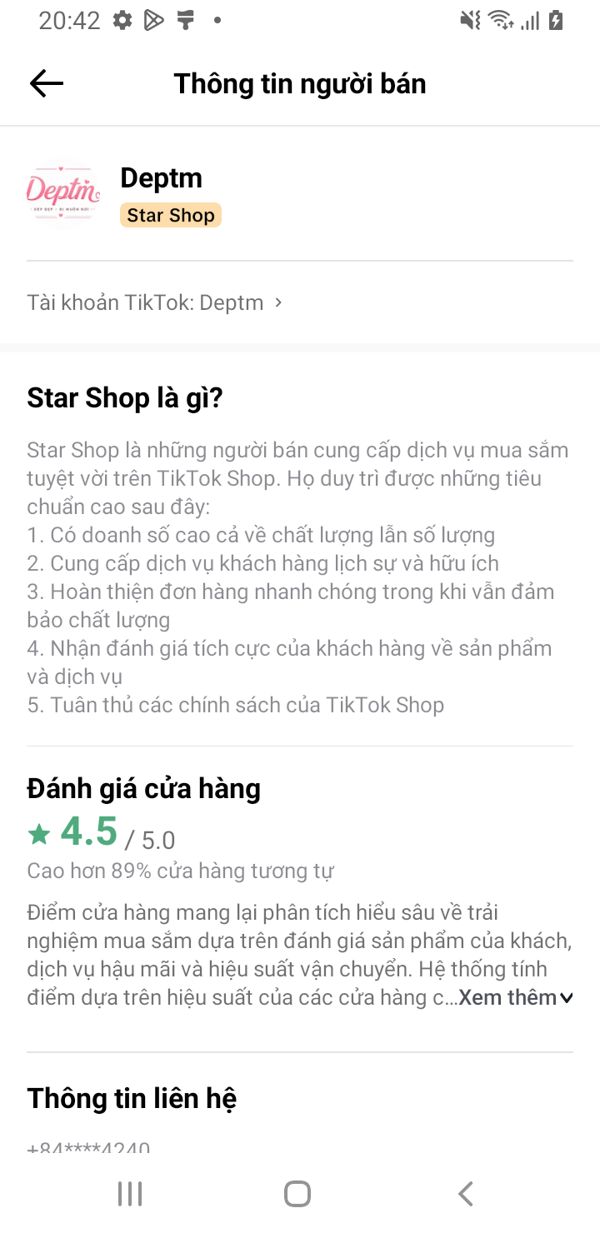 20:42
Thông tin người bán
Deptm
Deptm
Star Shop
Tài khoản TikTok: Deptm
Star Shop là gì?
Star Shop là những người bán cung cấp dịch vụ mua sắm
tuyệt vời trên TikTok Shop. Họ duy trì được những tiêu
chuẩn cao sau đây:
1. Có doanh số cao cả về chất lượng lẫn số lượng
2. Cung cấp dịch vụ khách hàng lịch sự và hữu ích
3. Hoàn thiện đơn hàng nhanh chóng trong khi vẫn đảm
bảo chất lượng
4. Nhận đánh giá tích cực của khách hàng về sản phẩm
và dịch vụ
5. Tuân thủ các chính sách của TikTok Shop
Đánh giá cửa hàng
4.5 / 5.0
Cao hơn 89% cửa hàng tương tự
Điểm cửa hàng mang lại phân tích hiểu sâu về trải
nghiệm mua sắm dựa trên đánh giá sản phẩm của khách,
dịch vụ hậu mãi và hiệu suất vận chuyển. Hệ thống tính
điểm dựa trên hiệu suất của các cửa hàng c...Xem thêm
Thông tin liên hệ
+84****4240